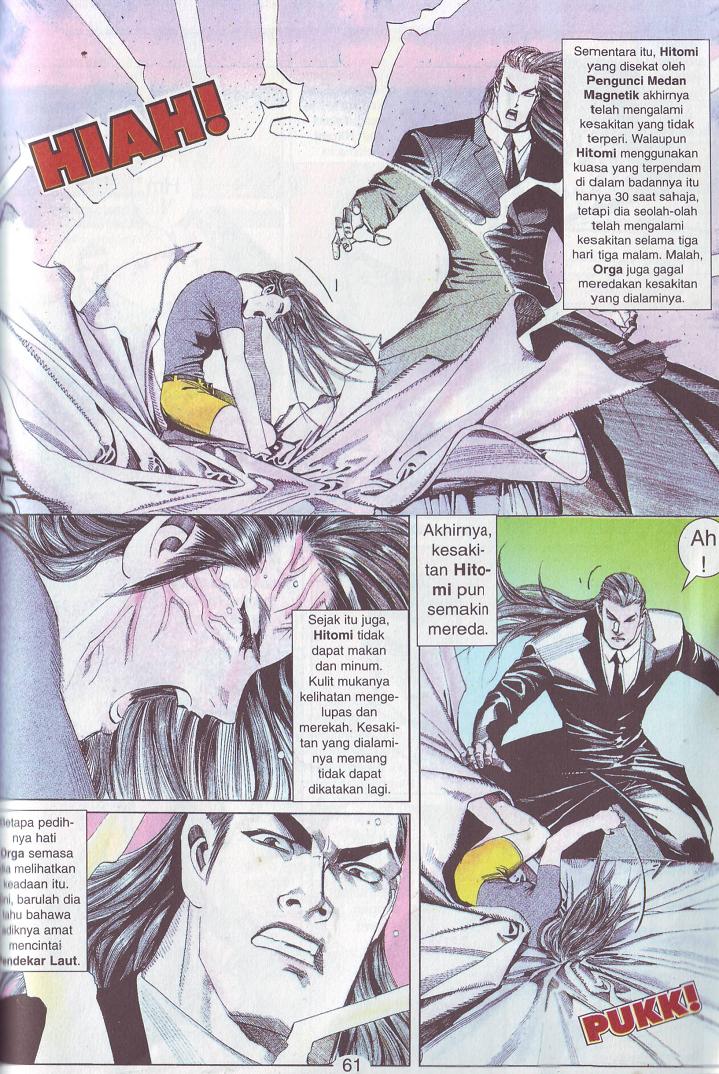 HIAH!
Sementara itu, Hitomi
yang disekat oleh
Pengunci Medan
Magnetik akhirnya
telah mengalami
kesakitan yang tidak
terperi. Walaupun
Hitomi menggunakan
kuasa yang terpendam
di dalam badannya itu
hanya 30 saat sahaja,
tetapi dia seolah-olah
telah mengalami
kesakitan selama tiga
hari tiga malam. Malah,
Orga juga gagal
meredakan kesakitan
yang dialaminya.
Sejak itu juga,
Hitomi tidak
dapat makan
dan minum.
Kulit mukanya
kelihatan menge-
lupas dan
merekah. Kesaki-
tan yang dialami-
nya memang
tidak dapat
dikatakan lagi.
Akhirnya,
kesaki-
tan Hito-
mi pun
semakin
mereda.
Ah
!
pedih-
nya hati
Orga semasa
melihatkan
keadaan itu.
barulah dia
tahu bahawa
adiknya amat
mencintai
Pendekar Laut.
PUKK!
61